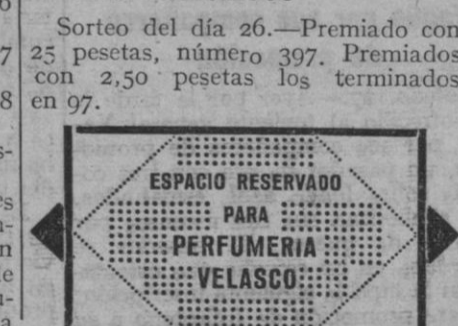 Sorteo del día 26.—Premiado con
25 pesetas, número 397. Premiados
con 2,50 pesetas los terminados
en 97.
ESPACIO RESERVADO
PARA
PERFUMERIA
VELASCO